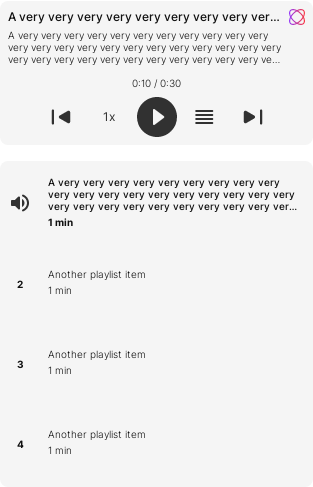 A very very very very very very very ver...
A very very very very very very very very very
very very very very very very very very very very
very very very very very very very very very ve...
0:10 / 0:30
1x
A very very very very very very very very
very very very very very very very very very
very very very very very very very very ver...
1 min
Another playlist item
2
1 min
Another playlist item
3
1 min
Another playlist item
4
1 min